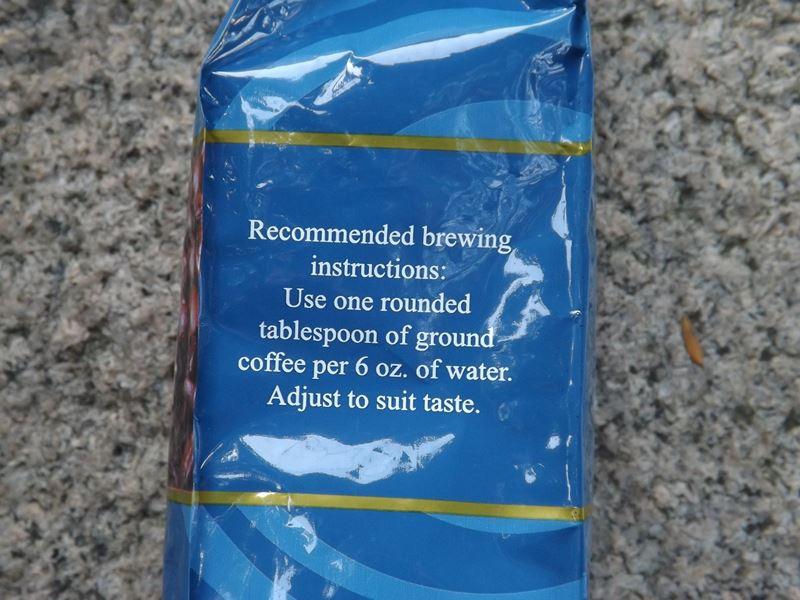 Recommended brewing
instructions:
Use one rounded
tablespoon of ground
coffee per 6 oz. of water.
Adjust to suit taste.